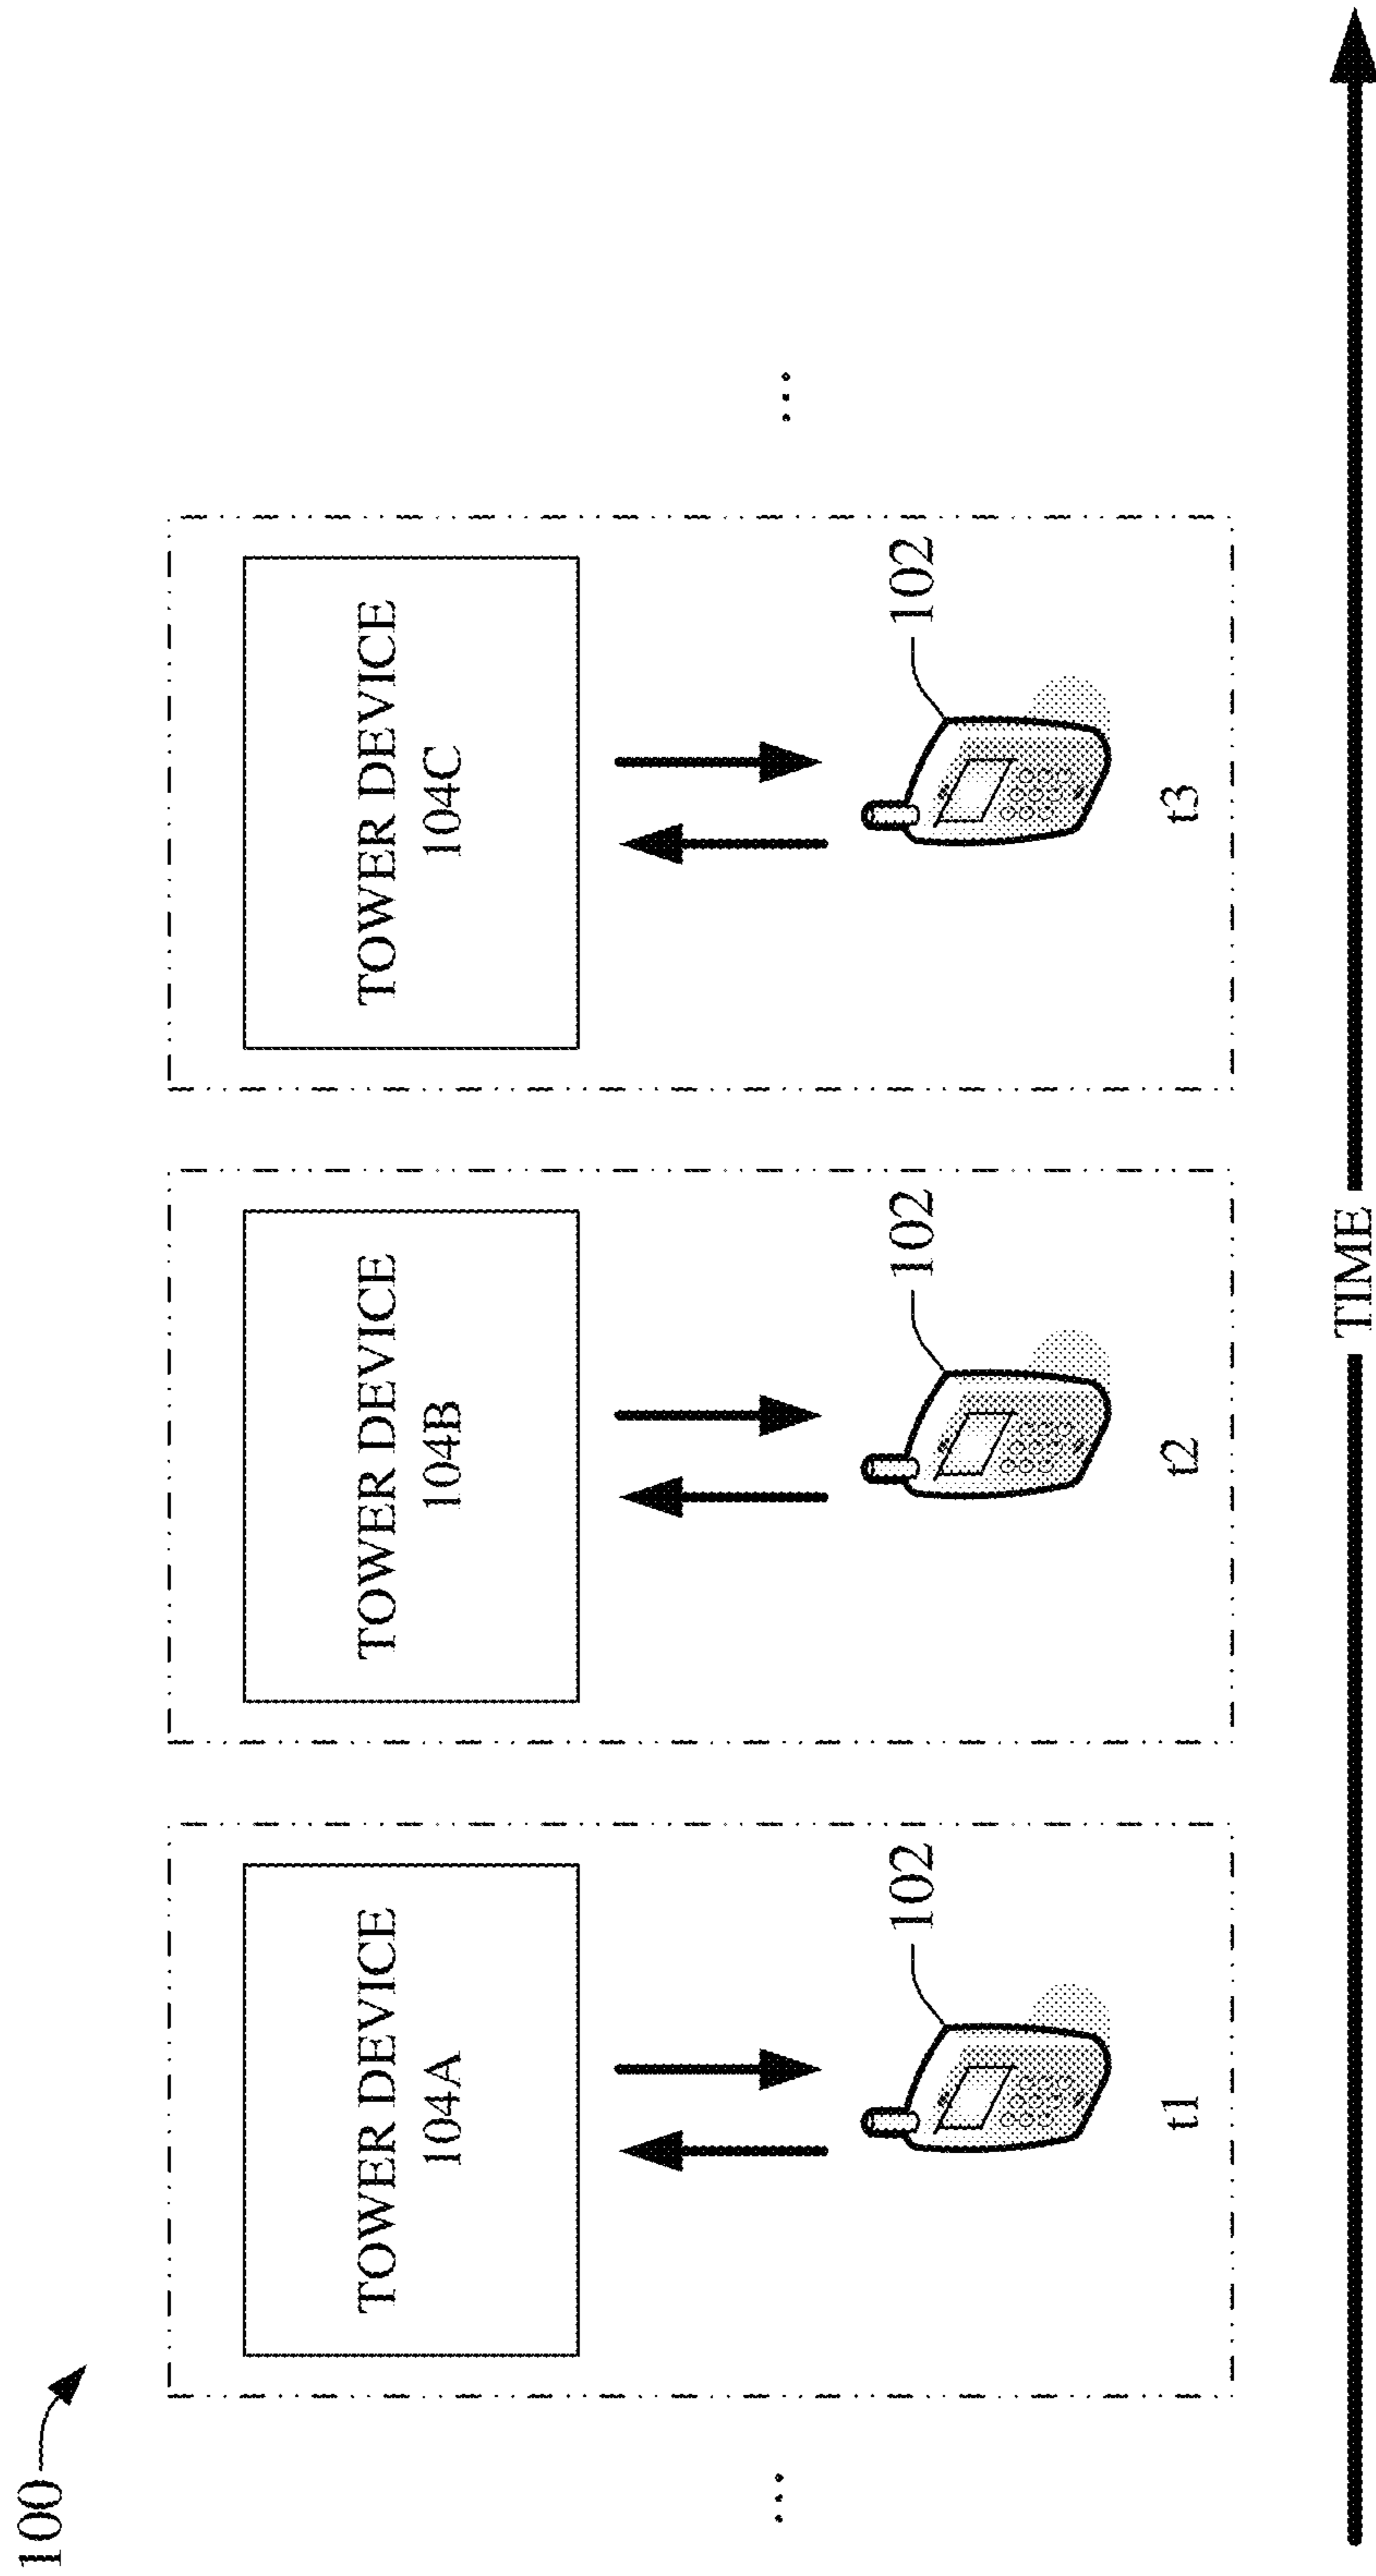 100
TOWER DEVICE
104A
TOWER DEVICE
104B
TOWER DEVICE
104C
...
102
102
102
...
t1
t2
t3
TIME